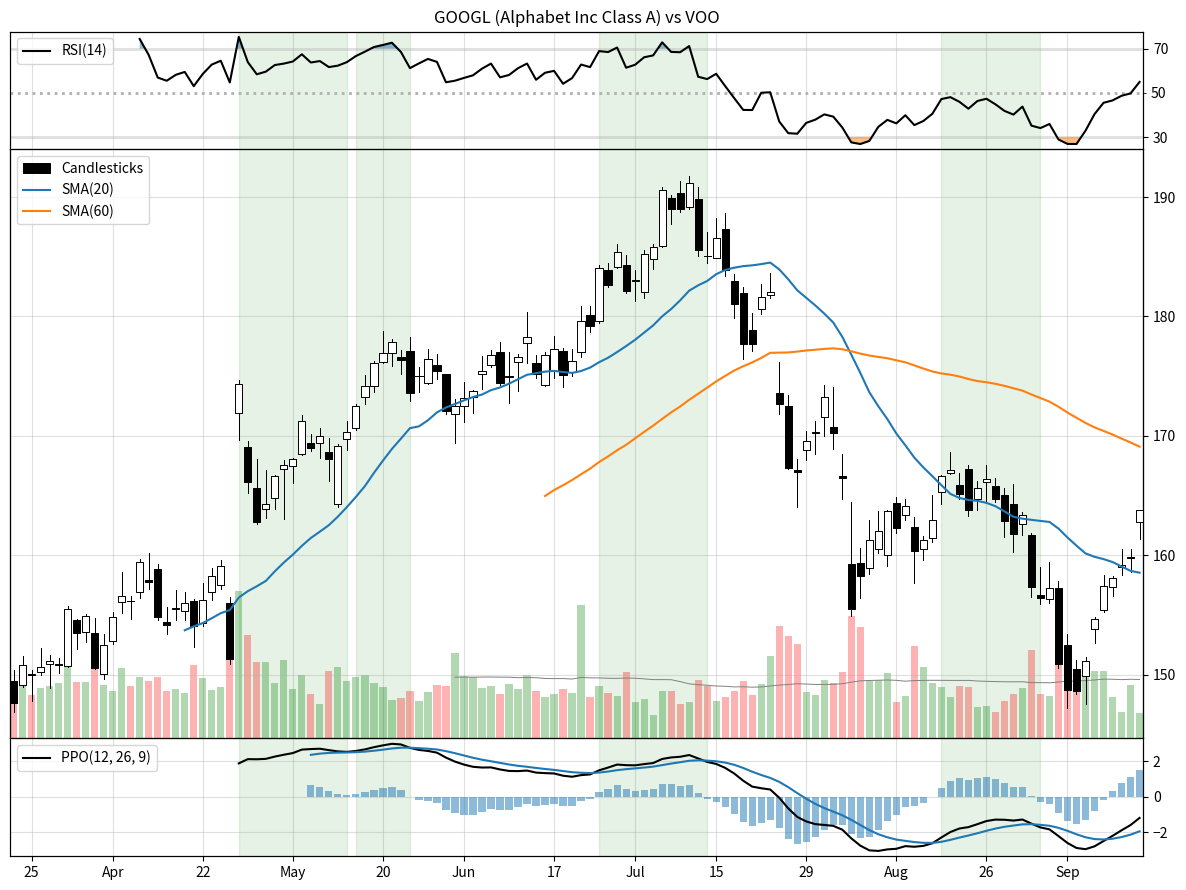 GOOGL (Alphabet Inc Class A) vs VOO
RSI(14)
70
50
30
Candlesticks
SMA(20)
SMA(60)
190
180
170
160
150
PPO(12, 26, 9)
2
0
−2
25 Apr 22 May 20 Jun 17 Jul 15 29 Aug 26 Sep